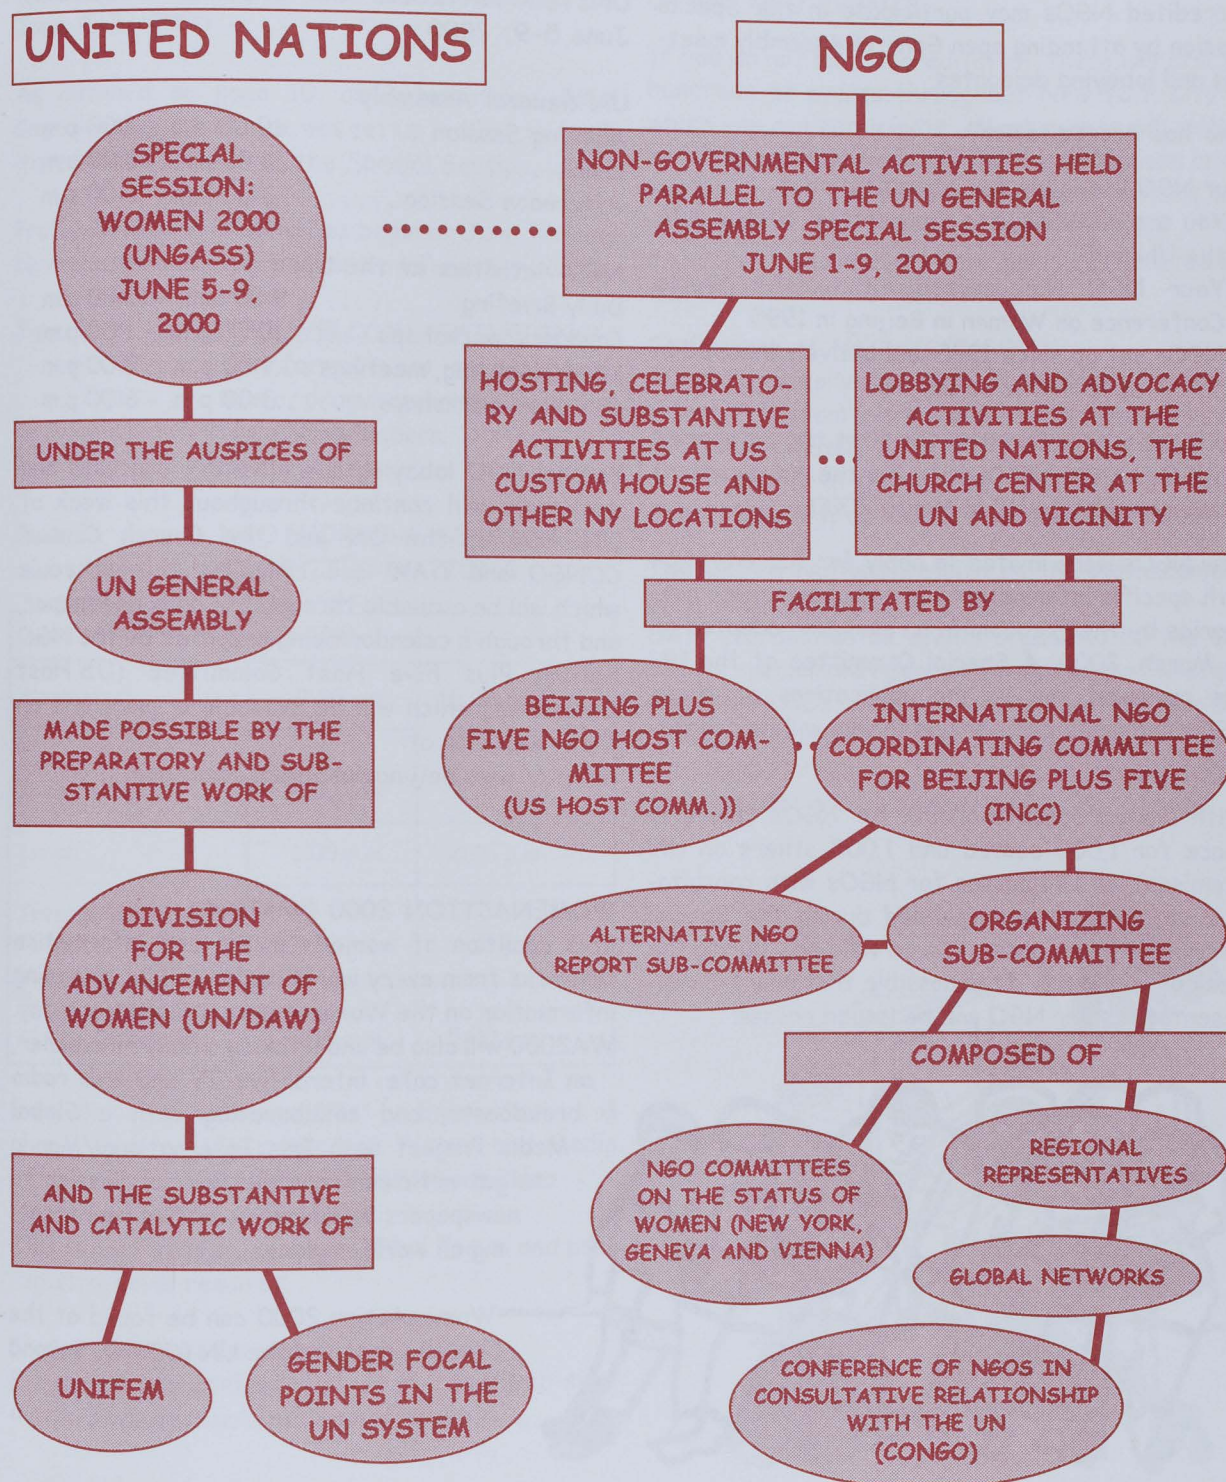 UNITED NATIONS
SPECIAL
SESSION:
WOMEN 2000
(UNGASS)
JUNE 5-9,
2000
UNDER THE AUSPICES OF
UN GENERAL
ASSEMBLY
MADE POSSIBLE BY THE
PREPARATORY AND SUB-
STANTIVE WORK OF
DIVISION
FOR THE
ADVANCEMENT OF
WOMEN (UN/DAW)
AND THE SUBSTANTIVE
AND CATALYTIC WORK OF
UNIFEM
GENDER FOCAL
POINTS IN THE
UN SYSTEM
NGO
NON-GOVERNMENTAL ACTIVITIES HELD
PARALLEL TO THE UN GENERAL
ASSEMBLY SPECIAL SESSION
JUNE 1-9, 2000
HOSTING, CELEBRATO-
RY AND SUBSTANTIVE
ACTIVITIES AT US
CUSTOM HOUSE AND
OTHER NY LOCATIONS
LOBBYING AND ADVOCACY
ACTIVITIES AT THE
UNITED NATIONS, THE
CHURCH CENTER AT THE
UN AND VICINITY
FACILITATED BY
BEIJING PLUS
FIVE NGO HOST COM-
MITTEE
(US HOST COMM.))
INTERNATIONAL NGO
COORDINATING COMMITTEE
FOR BEIJING PLUS FIVE
(INCC)
ALTERNATIVE NGO
REPORT SUB-COMMITTEE
ORGANIZING
SUB-COMMITTEE
COMPOSED OF
NGO COMMITTEES
ON THE STATUS OF
WOMEN (NEW YORK,
GENEVA AND VIENNA)
REGIONAL
REPRESENTATIVES
GLOBAL NETWORKS
CONFERENCE OF NGOS IN
CONSULTATIVE RELATIONSHIP
WITH THE UN
(CONGO)